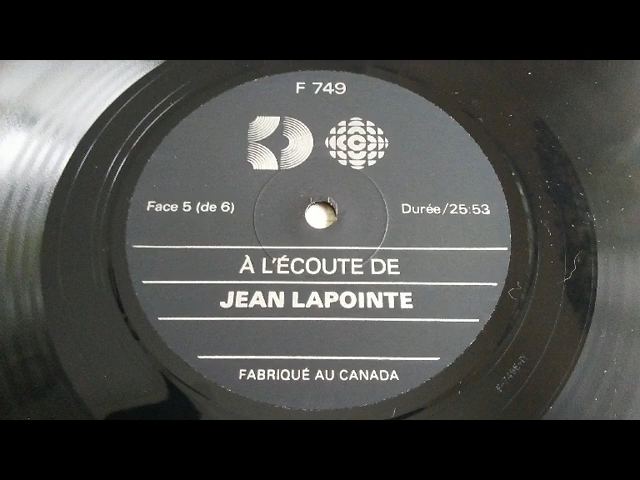 F 749
Face 5 (de 6) Durée/25:53
À L'ÉCOUTE DE
JEAN LAPOINTE
FABRIQUÉ AU CANADA